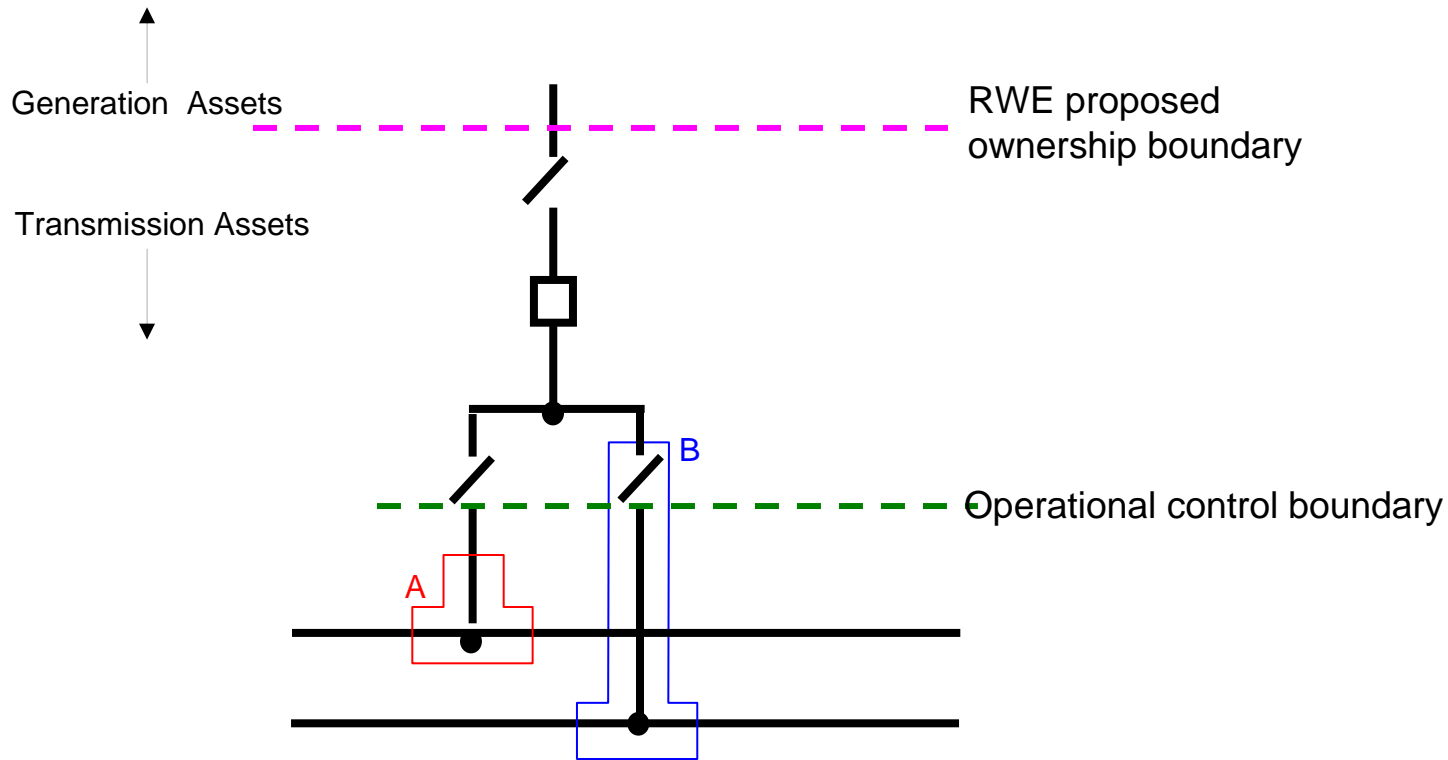 Generation Assets
RWE proposed
ownership boundary
Transmission Assets
B
Operational control boundary
A